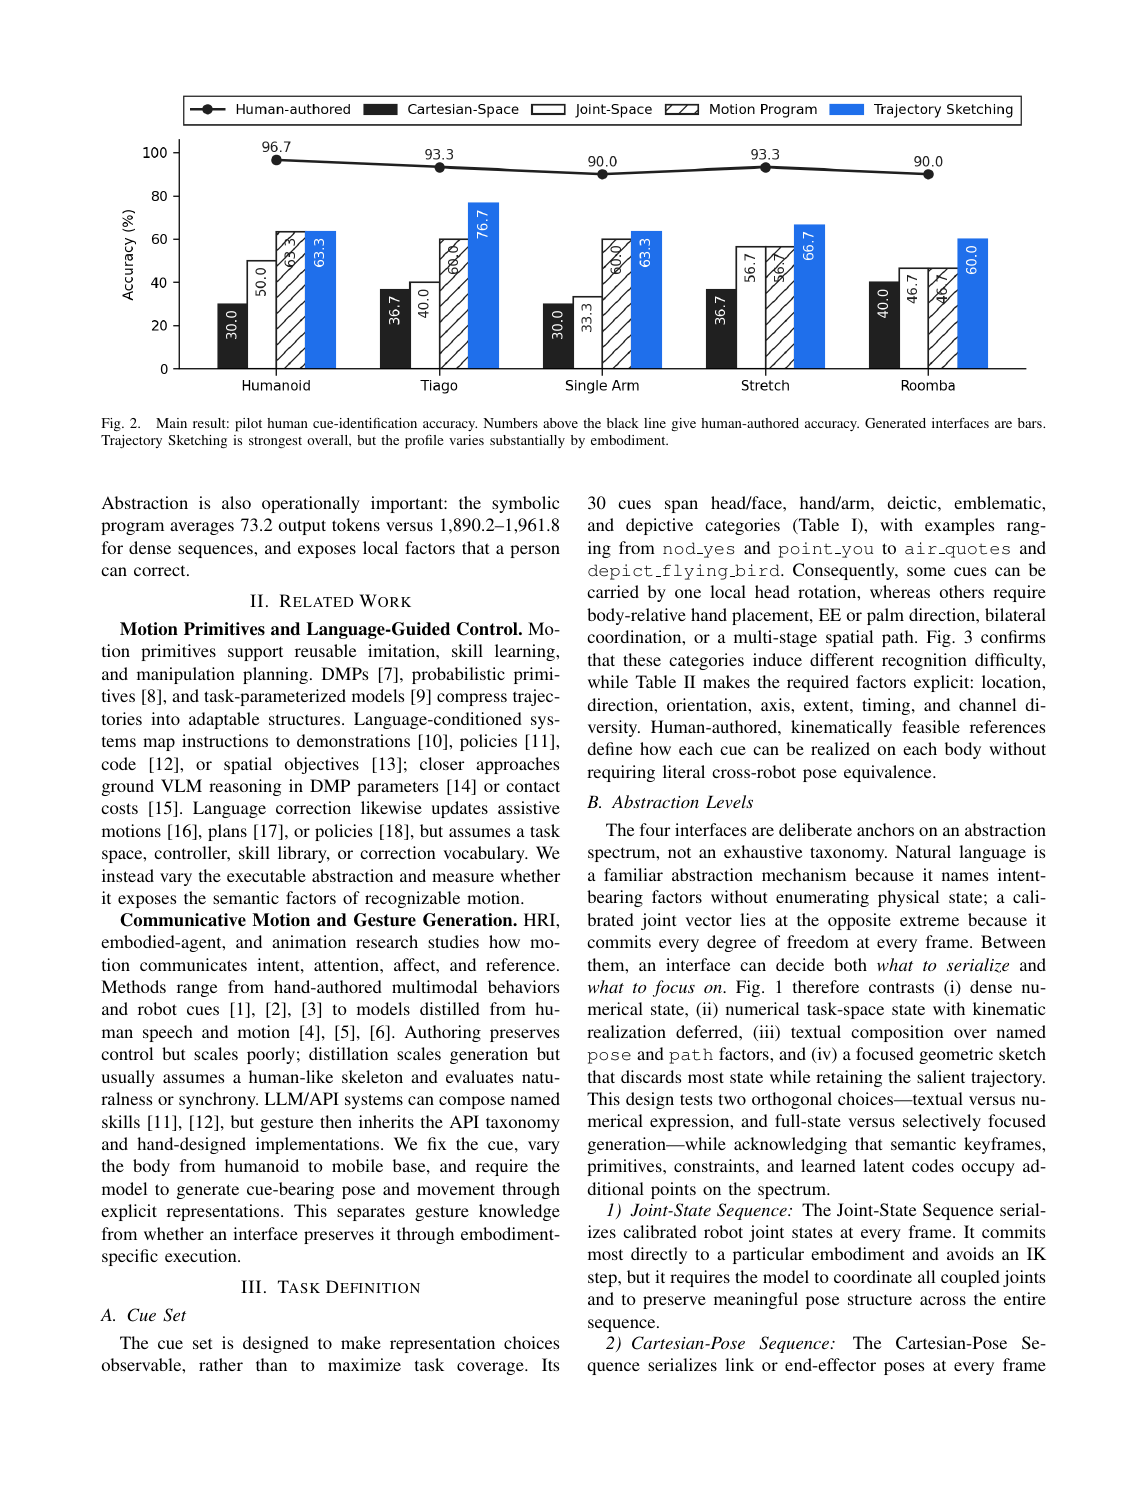 Human-authored Cartesian-Space Joint-Space Motion Program Trajectory Sketching
Accuracy (%)
100
80
60
40
20
0
96.7 93.3 90.0 93.3 90.0
30.0 50.0 63.3 63.3
36.7 40.0 60.0 76.7
30.0 33.3 60.0 63.3
36.7 56.7 56.7 66.7
40.0 46.7 46.7 60.0
Humanoid Tiago Single Arm Stretch Roomba
Fig. 2. Main result: pilot human cue-identification accuracy. Numbers above the black line give human-authored accuracy. Generated interfaces are bars.
Trajectory Sketching is strongest overall, but the profile varies substantially by embodiment.
Abstraction is also operationally important: the symbolic
program averages 73.2 output tokens versus 1,890.2–1,961.8
for dense sequences, and exposes local factors that a person
can correct.
II. RELATED WORK
Motion Primitives and Language-Guided Control. Mo-
tion primitives support reusable imitation, skill learning,
and manipulation planning. DMPs [7], probabilistic primi-
tives [8], and task-parameterized models [9] compress trajec-
tories into adaptable structures. Language-conditioned sys-
tems map instructions to demonstrations [10], policies [11],
code [12], or spatial objectives [13]; closer approaches
ground VLM reasoning in DMP parameters [14] or contact
costs [15]. Language correction likewise updates assistive
motions [16], plans [17], or policies [18], but assumes a task
space, controller, skill library, or correction vocabulary. We
instead vary the executable abstraction and measure whether
it exposes the semantic factors of recognizable motion.
Communicative Motion and Gesture Generation. HRI,
embodied-agent, and animation research studies how mo-
tion communicates intent, attention, affect, and reference.
Methods range from hand-authored multimodal behaviors
and robot cues [1], [2], [3] to models distilled from hu-
man speech and motion [4], [5], [6]. Authoring preserves
control but scales poorly; distillation scales generation but
usually assumes a human-like skeleton and evaluates natu-
ralness or synchrony. LLM/API systems can compose named
skills [11], [12], but gesture then inherits the API taxonomy
and hand-designed implementations. We fix the cue, vary
the body from humanoid to mobile base, and require the
model to generate cue-bearing pose and movement through
explicit representations. This separates gesture knowledge
from whether an interface preserves it through embodiment-
specific execution.
III. TASK DEFINITION
A. Cue Set
The cue set is designed to make representation choices
observable, rather than to maximize task coverage. Its
30 cues span head/face, hand/arm, deictic, emblematic,
and depictive categories (Table I), with examples rang-
ing from nod_yes and point_you to air_quotes and
depict_flying_bird. Consequently, some cues can be
carried by one local head rotation, whereas others require
body-relative hand placement, EE or palm direction, bilateral
coordination, or a multi-stage spatial path. Fig. 3 confirms
that these categories induce different recognition difficulty,
while Table II makes the required factors explicit: location,
direction, orientation, axis, extent, timing, and channel di-
versity. Human-authored, kinematically feasible references
define how each cue can be realized on each body without
requiring literal cross-robot pose equivalence.
B. Abstraction Levels
The four interfaces are deliberate anchors on an abstraction
spectrum, not an exhaustive taxonomy. Natural language is
a familiar abstraction mechanism because it names intent-
bearing factors without enumerating physical state; a cali-
brated joint vector lies at the opposite extreme because it
commits every degree of freedom at every frame. Between
them, an interface can decide both what to serialize and
what to focus on. Fig. 1 therefore contrasts (i) dense nu-
merical state, (ii) numerical task-space state with kinematic
realization deferred, (iii) textual composition over named
pose and path factors, and (iv) a focused geometric sketch
that discards most state while retaining the salient trajectory.
This design tests two orthogonal choices—textual versus nu-
merical expression, and full-state versus selectively focused
generation—while acknowledging that semantic keyframes,
primitives, constraints, and learned latent codes occupy ad-
ditional points on the spectrum.
1) Joint-State Sequence: The Joint-State Sequence serial-
izes calibrated robot joint states at every frame. It commits
most directly to a particular embodiment and avoids an IK
step, but it requires the model to coordinate all coupled joints
and to preserve meaningful pose structure across the entire
sequence.
2) Cartesian-Pose Sequence: The Cartesian-Pose Se-
quence serializes link or end-effector poses at every frame